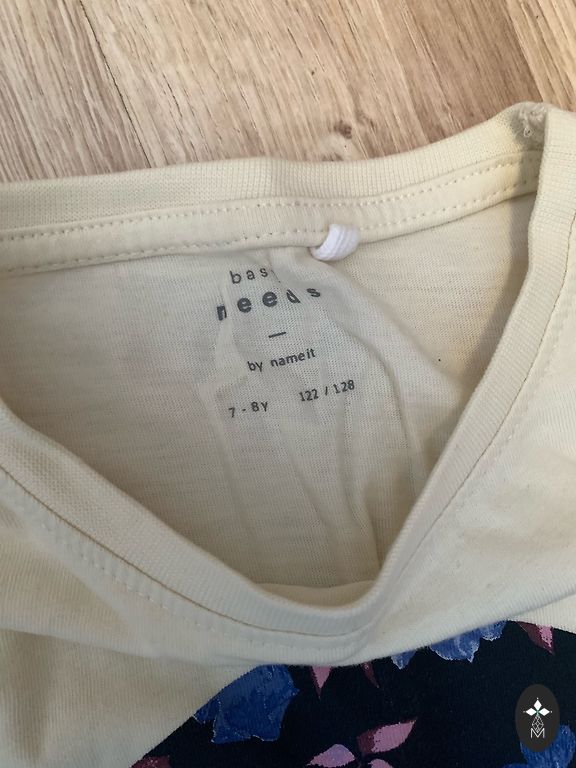 needs
by nameit
7 - 8Y 122 / 128
M